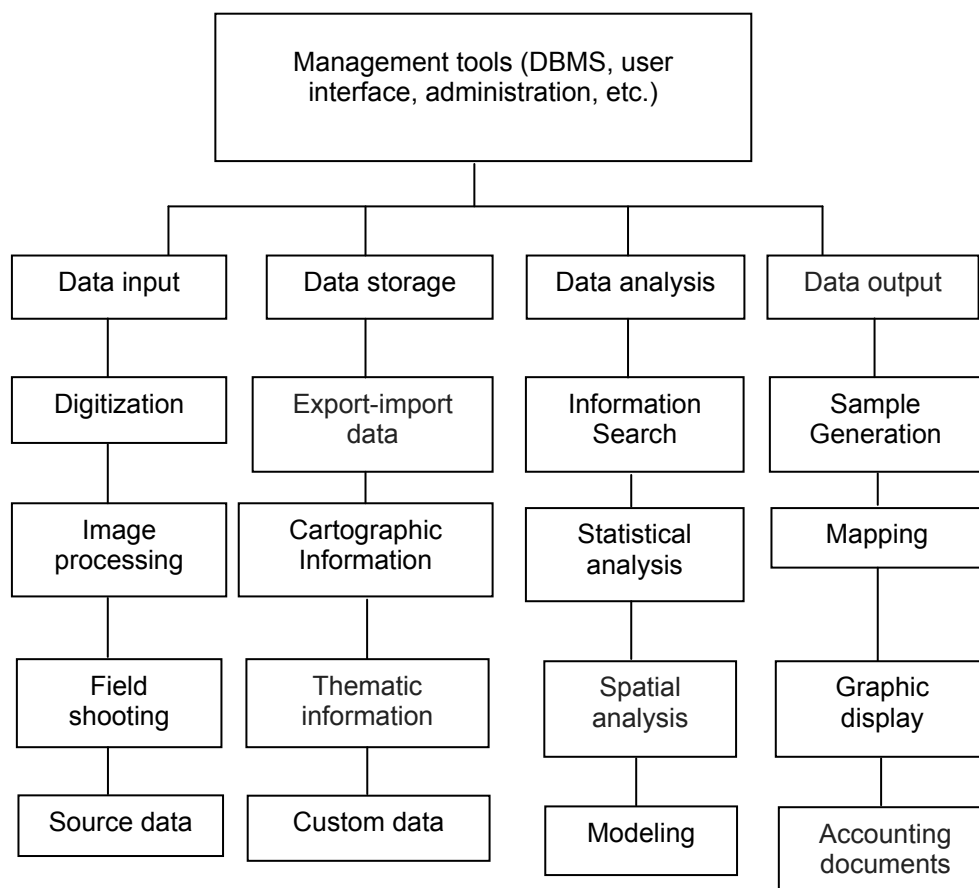 Management tools (DBMS, user
interface, administration, etc.)
Data input
Data storage
Data analysis
Data output
Digitization
Export-import
data
Information
Search
Sample
Generation
Image
processing
Cartographic
Information
Statistical
analysis
Mapping
Field
shooting
Thematic
information
Spatial
analysis
Graphic
display
Source data
Custom data
Modeling
Accounting
documents